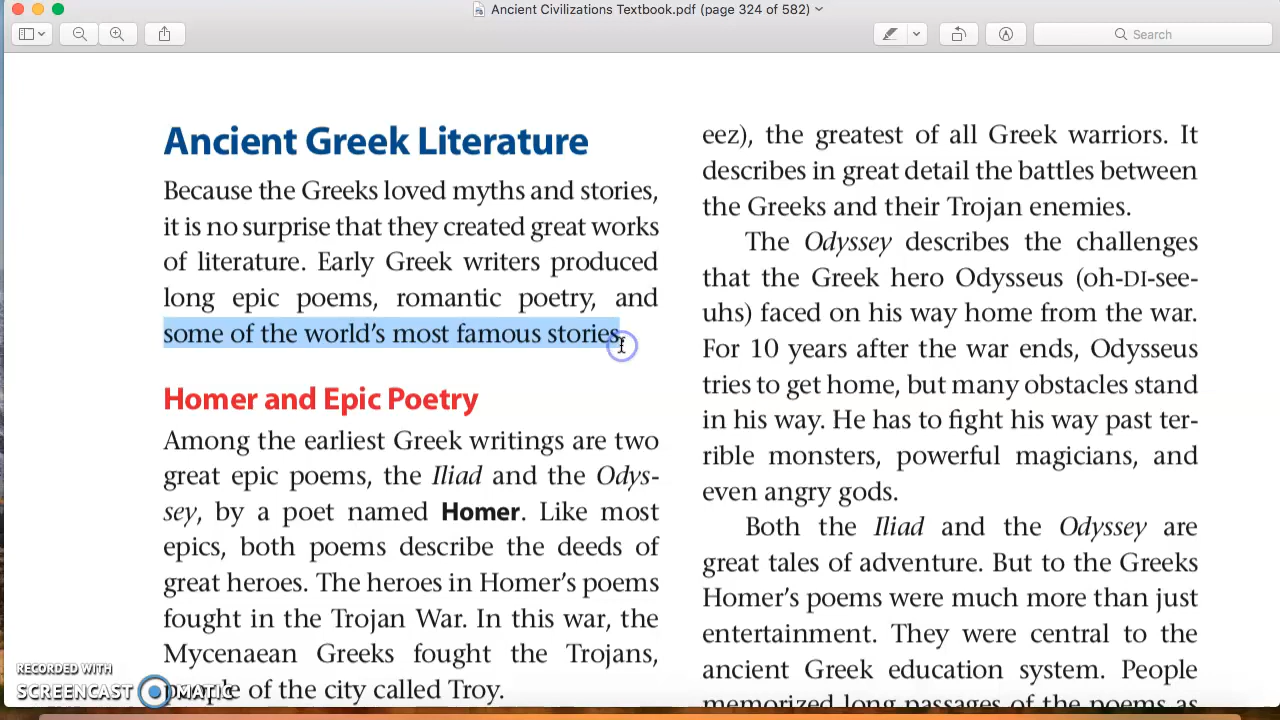 Ancient Civilizations Textbook.pdf (page 324 of 582)
Search
Ancient Greek Literature
Because the Greeks loved myths and stories,
it is no surprise that they created great works
of literature. Early Greek writers produced
long epic poems, romantic poetry, and
some of the world's most famous stories.
Homer and Epic Poetry
Among the earliest Greek writings are two
great epic poems, the Iliad and the Odys-
sey, by a poet named Homer. Like most
epics, both poems describe the deeds of
great heroes. The heroes in Homer's poems
fought in the Trojan War. In this war, the
Mycenaean Greeks fought the Trojans,
people of the city called Troy.
eez), the greatest of all Greek warriors. It
describes in great detail the battles between
the Greeks and their Trojan enemies.
The Odyssey describes the challenges
that the Greek hero Odysseus (oh-DI-see-
uhs) faced on his way home from the war.
For 10 years after the war ends, Odysseus
tries to get home, but many obstacles stand
in his way. He has to fight his way past ter-
rible monsters, powerful magicians, and
even angry gods.
Both the Iliad and the Odyssey are
great tales of adventure. But to the Greeks
Homer's poems were much more than just
entertainment. They were central to the
ancient Greek education system. People
memorized long passages of the poems as
RECORDED WITH
SCREENCAST MATIC